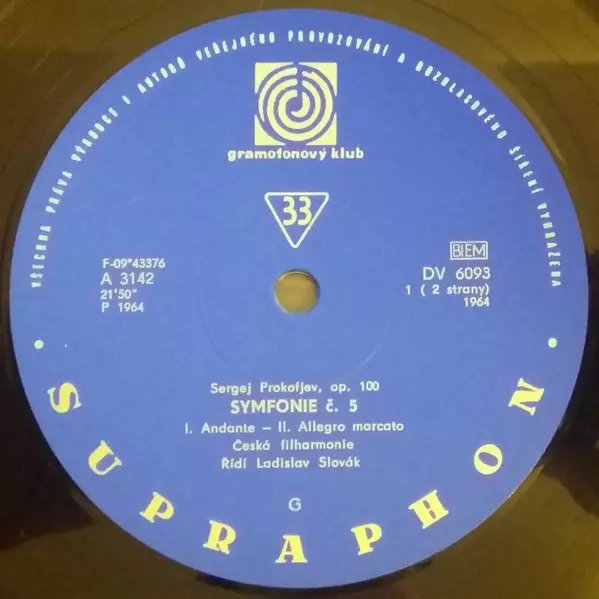 VŠECHNA PRÁVA VÝROBCE I AUTORŮ VEŘEJNÉHO PROVOZOVÁNÍ A ROZHLASOVÉHO ŠÍŘENÍ VYHRAZENA
gramofonový klub
33
F-09*43376
A 3142
21'50"
P 1964
BIEM
DV 6093
1 ( 2 strany)
1964
Sergej Prokofjev, op. 100
SYMFONIE č. 5
I. Andante – II. Allegro marcato
Česká filharmonie
Řídí Ladislav Slovák
G
• SUPRAPHON •